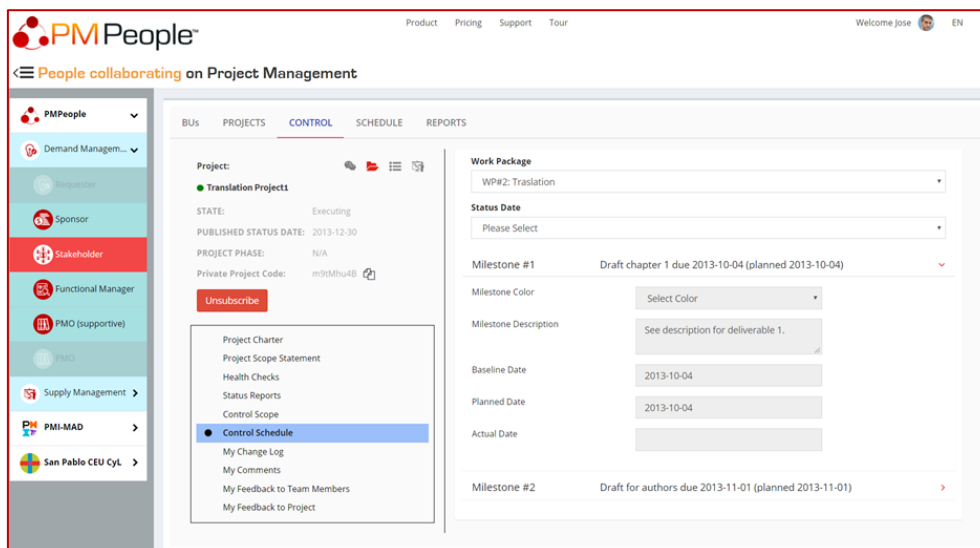 PMPeople™
Product Pricing Support Tour
Welcome Jose EN
People collaborating on Project Management
PMPeople
Demand Managem...
Requester
Sponsor
Stakeholder
Functional Manager
PMO (supportive)
PMO
Supply Management
PMI-MAD
San Pablo CEU CyL
BUs PROJECTS CONTROL SCHEDULE REPORTS
Project:
Translation Project1
STATE: Executing
PUBLISHED STATUS DATE: 2013-12-30
PROJECT PHASE: N/A
Private Project Code: m9tMhu4B
Unsubscribe
Project Charter
Project Scope Statement
Health Checks
Status Reports
Control Scope
Control Schedule
My Change Log
My Comments
My Feedback to Team Members
My Feedback to Project
Work Package
WP#2: Traslation
Status Date
Please Select
Milestone #1 Draft chapter 1 due 2013-10-04 (planned 2013-10-04)
Milestone Color Select Color
Milestone Description See description for deliverable 1.
Baseline Date 2013-10-04
Planned Date 2013-10-04
Actual Date
Milestone #2 Draft for authors due 2013-11-01 (planned 2013-11-01)